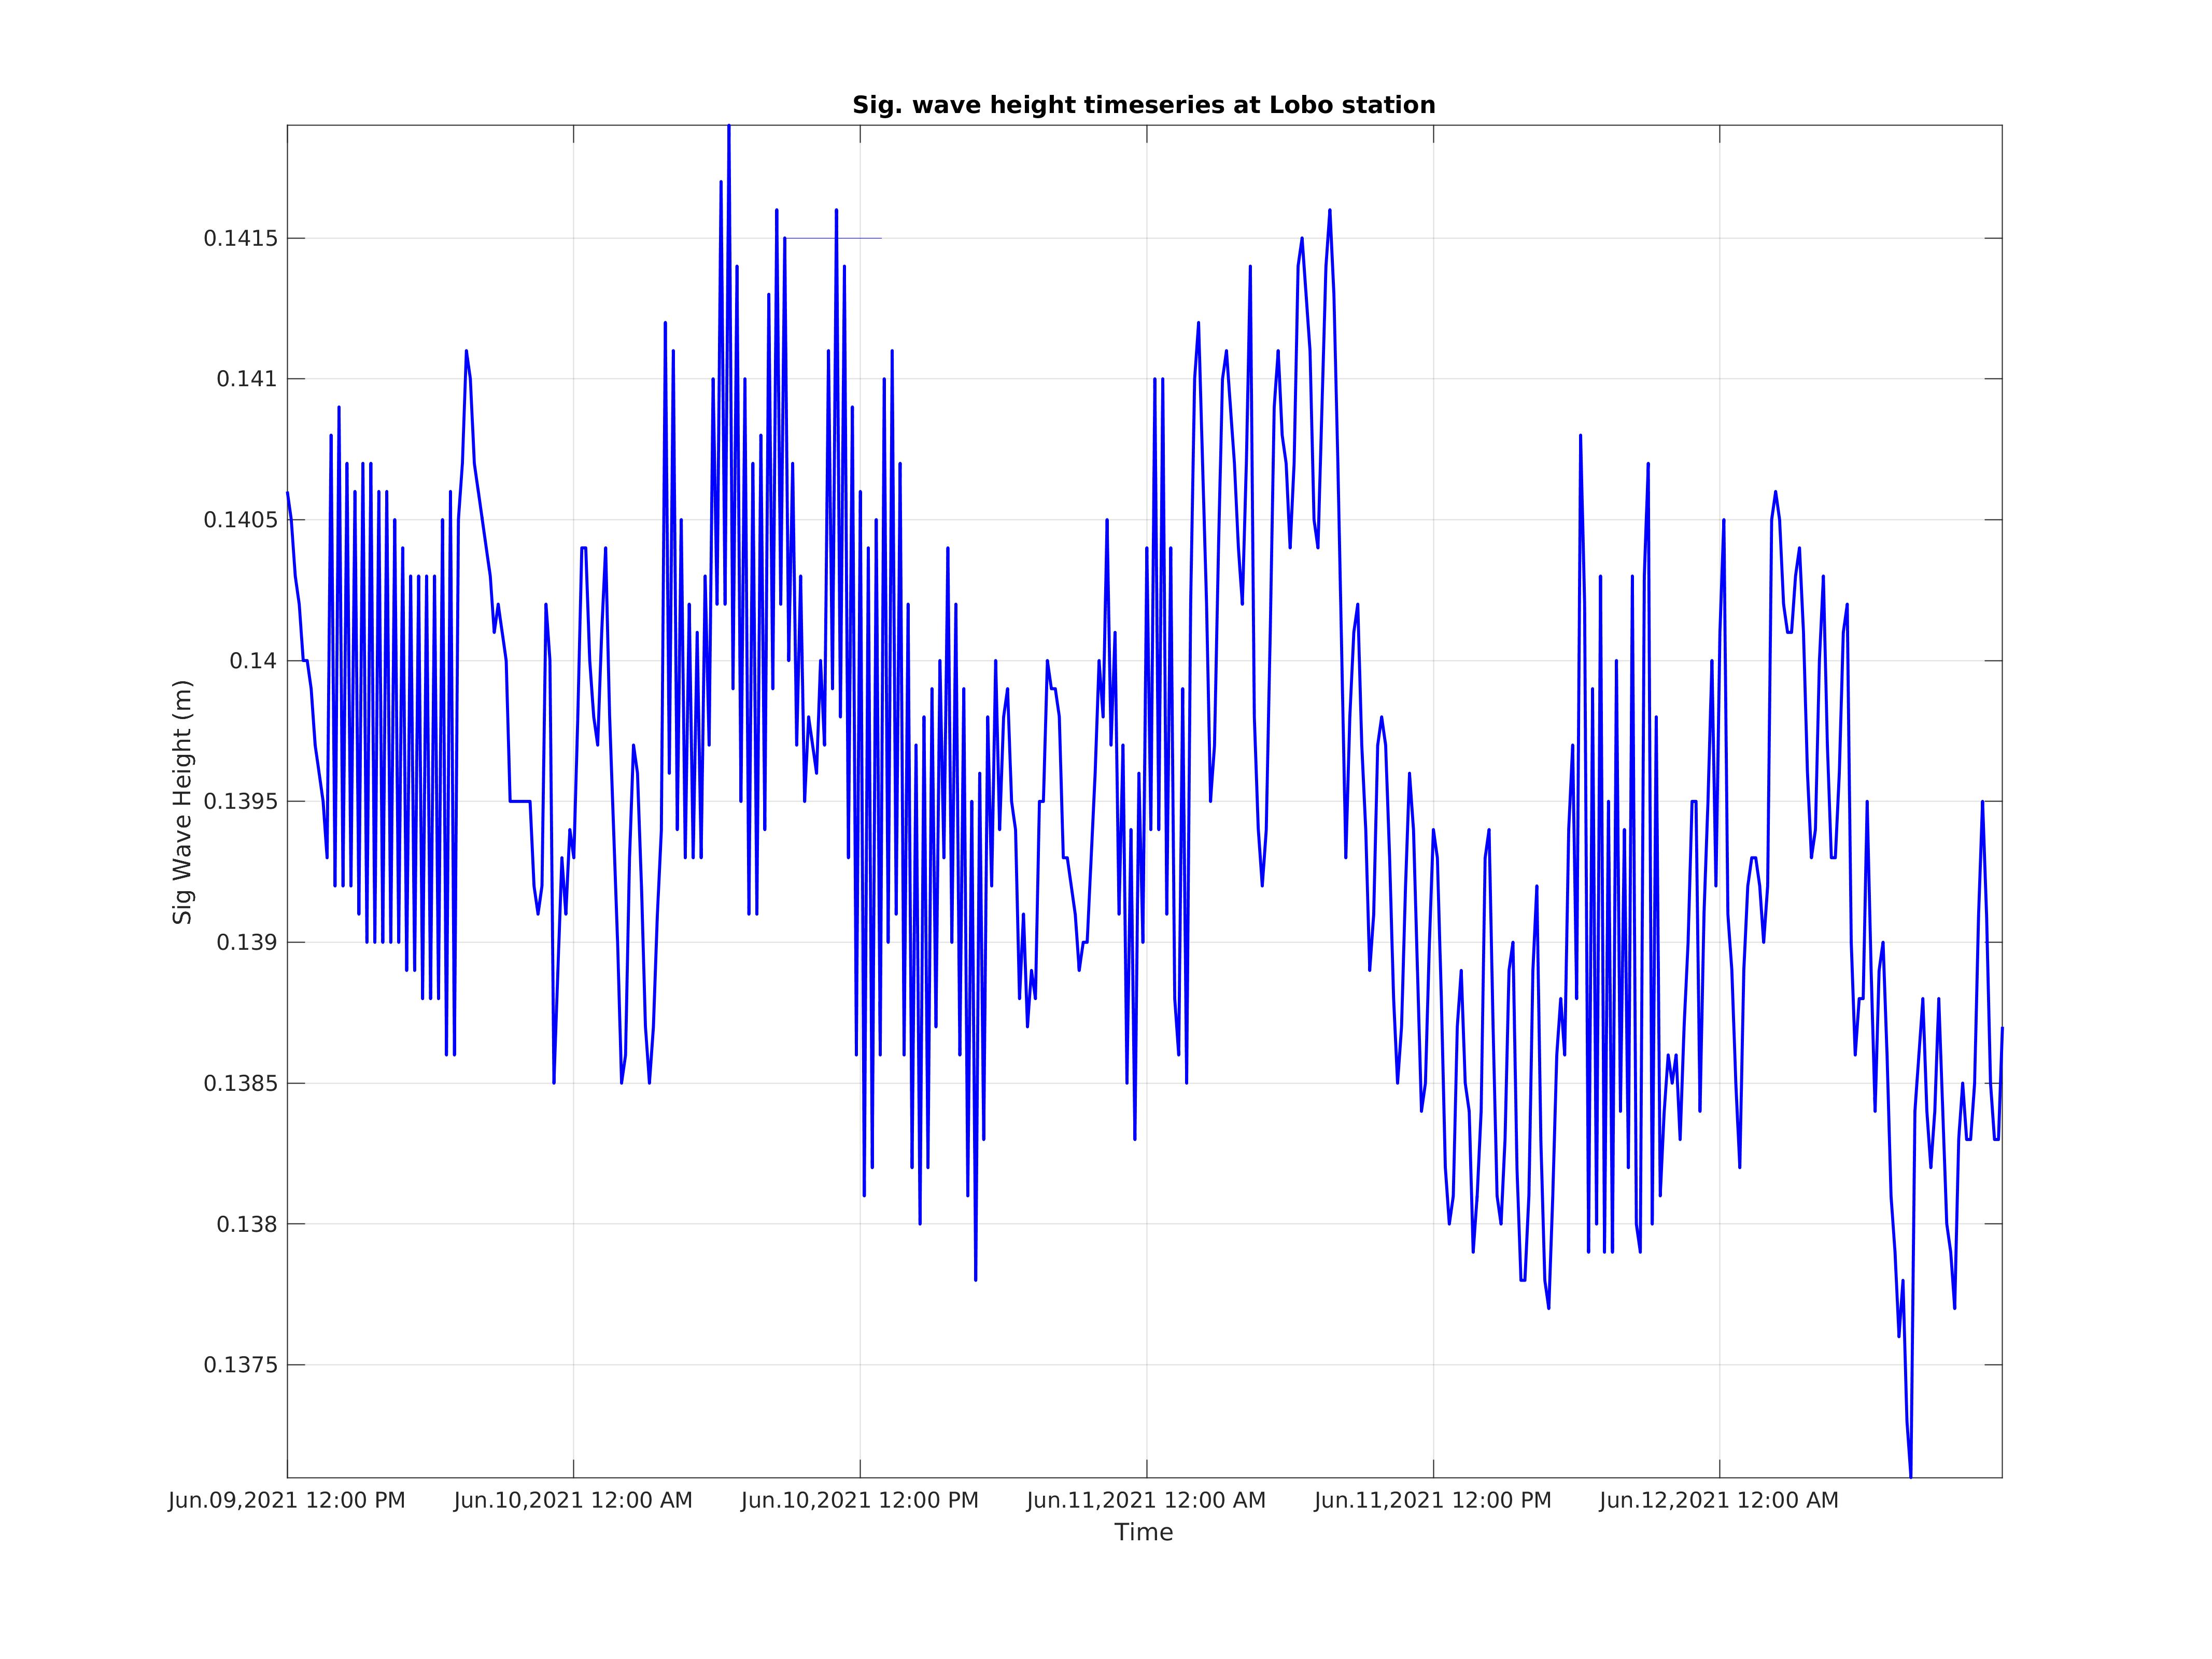 Sig. wave height timeseries at Lobo station
0.1415
0.141
0.1405
0.14
0.1395
0.139
0.1385
0.138
0.1375
Sig Wave Height (m)
Jun.09,2021 12:00 PM Jun.10,2021 12:00 AM Jun.10,2021 12:00 PM Jun.11,2021 12:00 AM Jun.11,2021 12:00 PM Jun.12,2021 12:00 AM
Time